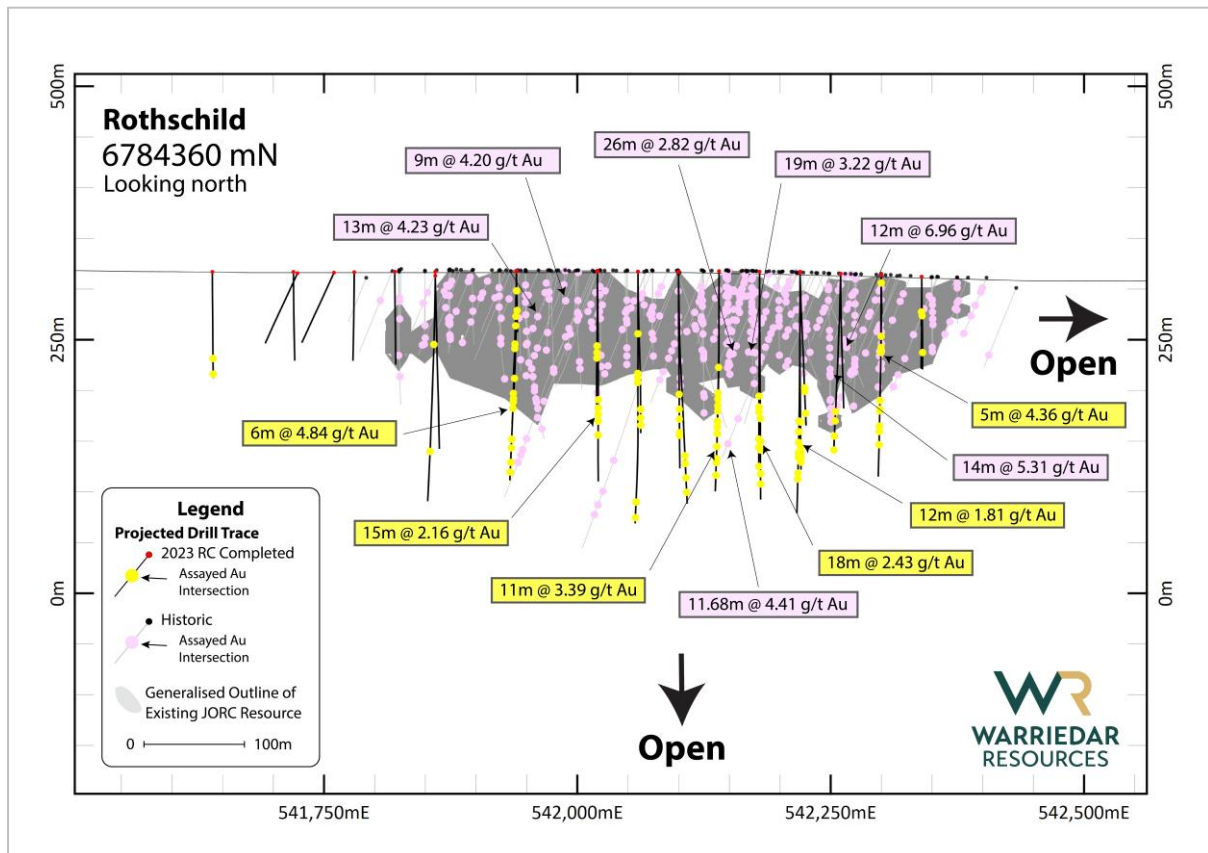 500m
500m
Rothschild
6784360 mN
Looking north
26m @ 2.82 g/t Au
9m @ 4.20 g/t Au
19m @ 3.22 g/t Au
13m @ 4.23 g/t Au
12m @ 6.96 g/t Au
250m
250m
Open
5m @ 4.36 g/t Au
6m @ 4.84 g/t Au
14m @ 5.31 g/t Au
12m @ 1.81 g/t Au
15m @ 2.16 g/t Au
18m @ 2.43 g/t Au
11m @ 3.39 g/t Au
11.68m @ 4.41 g/t Au
0m
0m
Legend
Projected Drill Trace
2023 RC Completed
Assayed Au
Intersection
Historic
Assayed Au
Intersection
Generalised Outline of
Existing JORC Resource
0 100m
Open
WR
WARRIEDAR
RESOURCES
541,750mE
542,000mE
542,250mE
542,500mE